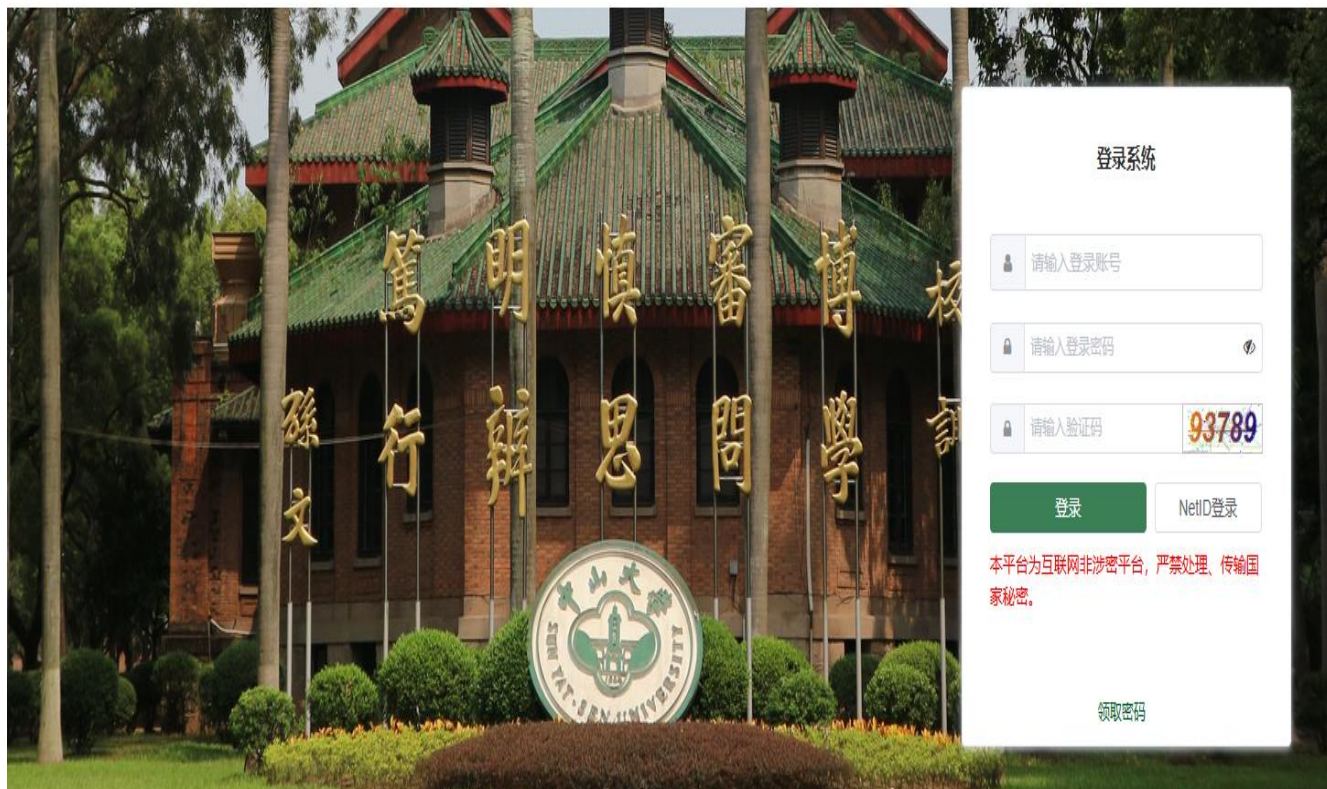 校訓
博學
審問
慎思
明辨
篤行
孫文
中山大學
SUN YAT-SEN UNIVERSITY
1924
登录系统
请输入登录账号
请输入登录密码
请输入验证码
93789
登录
NetID登录
本平台为互联网非涉密平台，严禁处理、传输国
家秘密。
领取密码